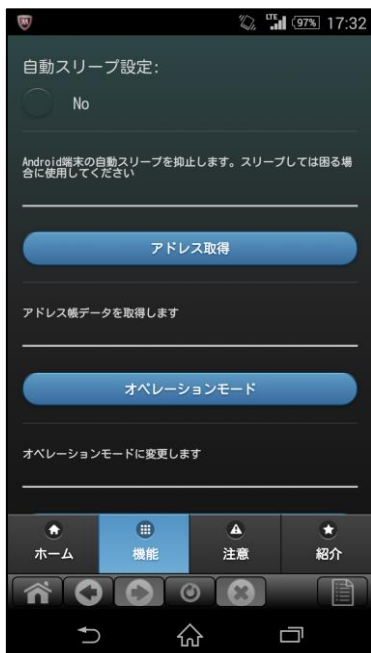 97% 17:32
自動スリープ設定:
No
Android端末の自動スリープを抑止します。スリープしては困る場
合に使用してください
アドレス取得
アドレス帳データを取得します
オペレーションモード
オペレーションモードに変更します
ホーム 機能 注意 紹介